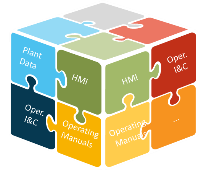 Plant
Data
HMI
HMI
Oper.
I&C
Oper.
I&C
Operating
Manuals
Operating
Manuals
...